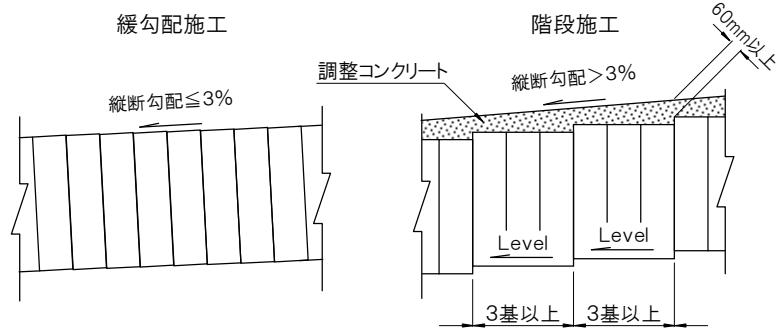 緩勾配施工
縦断勾配≦3%
階段施工
60mm以上
調整コンクリート
縦断勾配>3%
Level
Level
3基以上
3基以上